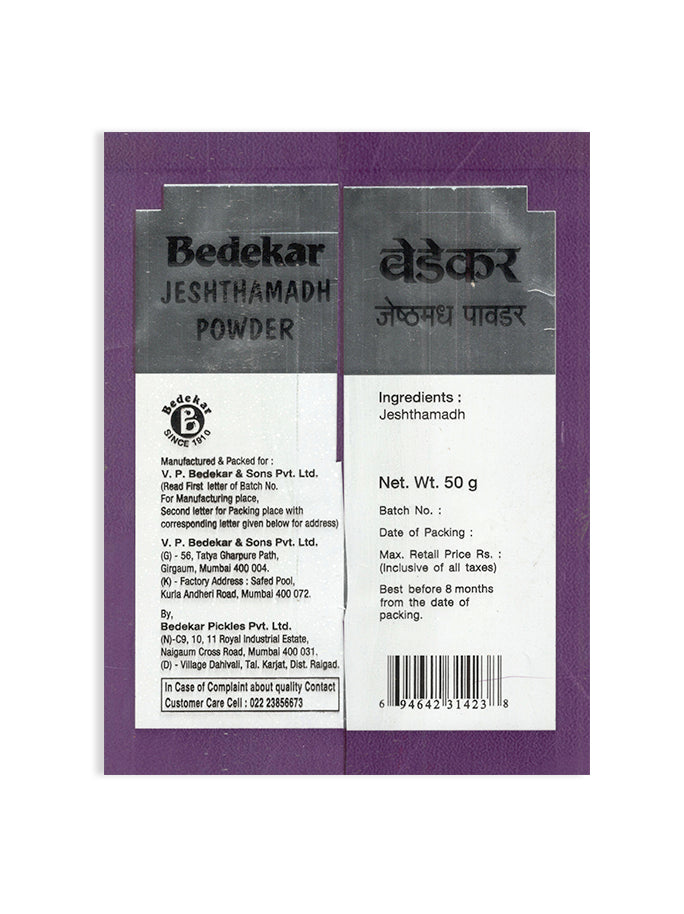 Bedekar
JESHTHAMADH
POWDER
Bedekar
B
SINCE 1910
Manufactured & Packed for :
V. P. Bedekar & Sons Pvt. Ltd.
(Read First letter of Batch No.
For Manufacturing place,
Second letter for Packing place with
corresponding letter given below for address)
V. P. Bedekar & Sons Pvt. Ltd.
(G) - 56, Tatya Gharpure Path,
Girgaum, Mumbai 400 004.
(K) - Factory Address : Safed Pool,
Kurla Andheri Road, Mumbai 400 072.
By,
Bedekar Pickles Pvt. Ltd.
(N)-C9, 10, 11 Royal Industrial Estate,
Naigaum Cross Road, Mumbai 400 031.
(D) - Village Dahivali, Tal. Karjat, Dist. Raigad.
In Case of Complaint about quality Contact
Customer Care Cell : 022 23856673
बेडेकर
जेष्ठमध पावडर
Ingredients :
Jeshthamadh
Net. Wt. 50 g
Batch No. :
Date of Packing :
Max. Retail Price Rs. :
(Inclusive of all taxes)
Best before 8 months
from the date of
packing.
6 94642 31423 8